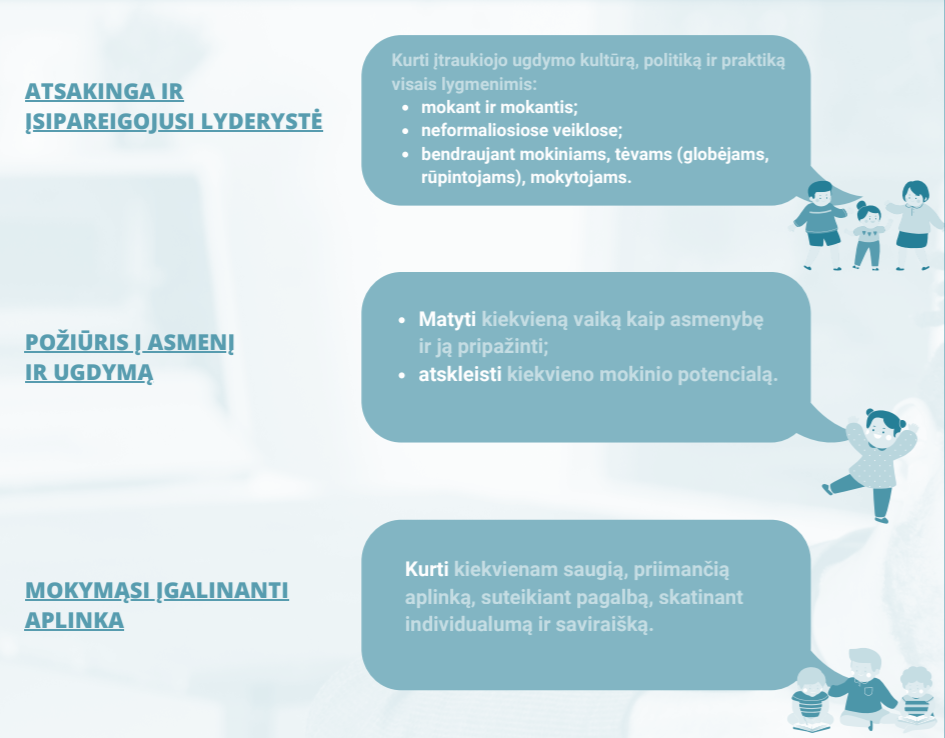 ATSAKINGA IR
ĮSIPAREIGOJUSI LYDERYSTĖ
Kurti įtraukiojo ugdymo kultūrą, politiką ir praktiką
visais lygmenimis:
• mokant ir mokantis;
• neformaliosiose veiklose;
• bendraujant mokiniams, tėvams (globėjams,
rūpintojams), mokytojams.
POŽIŪRIS Į ASMENĮ
IR UGDYMĄ
• Matyti kiekvieną vaiką kaip asmenybę
ir ją pripažinti;
• atskleisti kiekvieno mokinio potencialą.
MOKYMĄSI ĮGALINANTI
APLINKA
Kurti kiekvienam saugią, priimančią
aplinką, suteikiant pagalbą, skatinant
individualumą ir saviraišką.